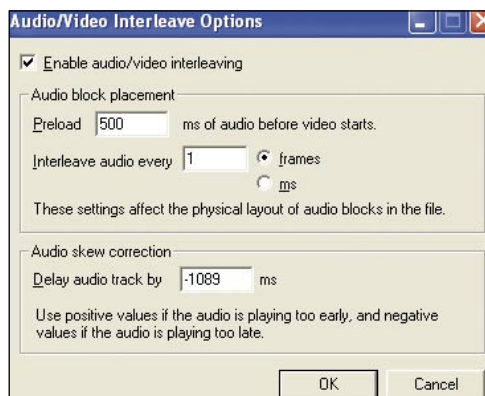 Audio/Video Interleave Options
Enable audio/video interleaving
Audio block placement
Preload 500 ms of audio before video starts.
Interleave audio every 1 frames
ms
These settings affect the physical layout of audio blocks in the file.
Audio skew correction
Delay audio track by -1089 ms
Use positive values if the audio is playing too early, and negative
values if the audio is playing too late.
OK Cancel